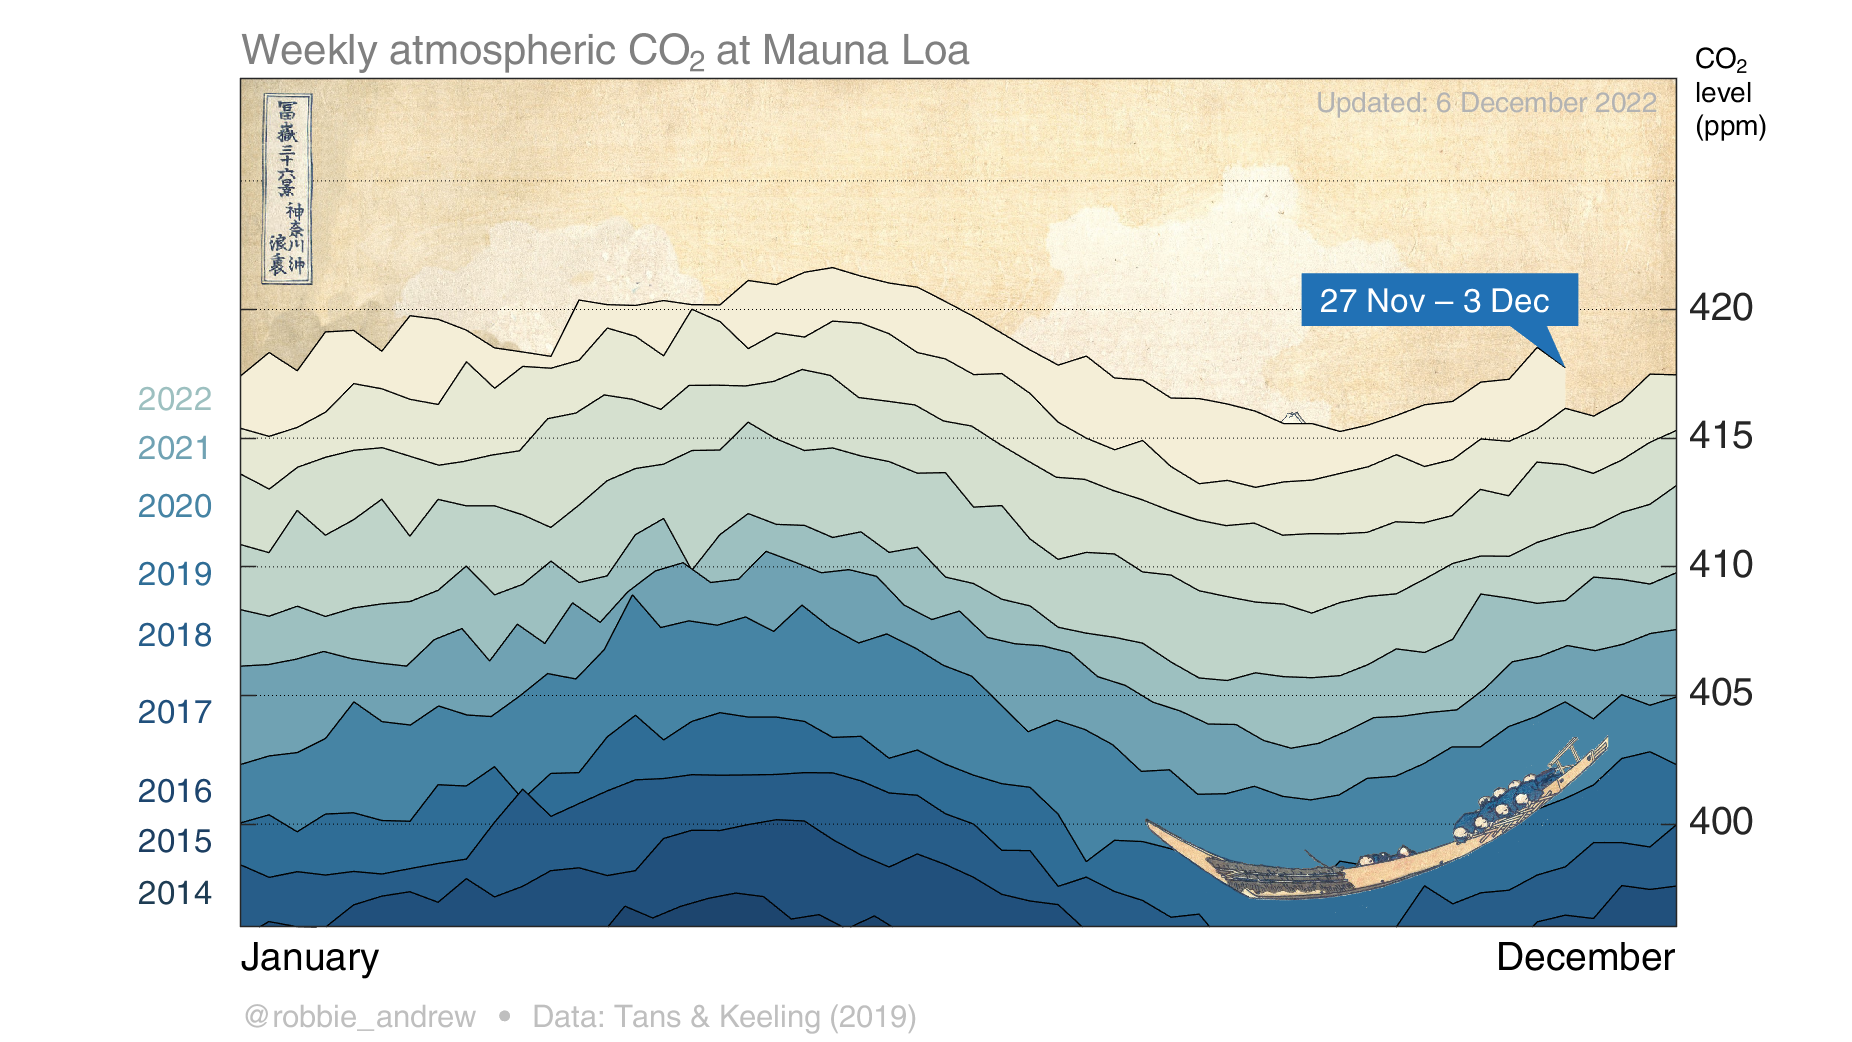 Weekly atmospheric CO₂ at Mauna Loa
CO₂
level
(ppm)
Updated: 6 December 2022
冨嶽三十六景
神奈川沖
浪裏
27 Nov – 3 Dec
420
415
410
405
400
2022
2021
2020
2019
2018
2017
2016
2015
2014
January
December
@robbie_andrew • Data: Tans & Keeling (2019)